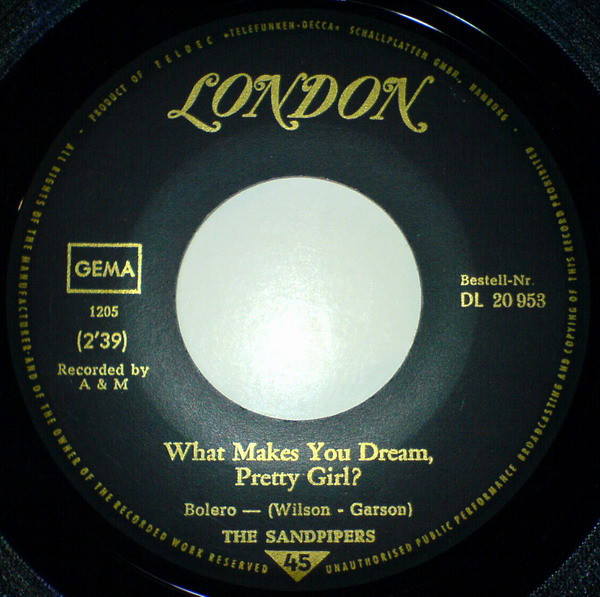 LONDON
ALL RIGHTS OF THE MANUFACTURER AND OF THE OWNER OF THE RECORDED WORK RESERVED
PRODUCT OF TELDEC »TELEFUNKEN-DECCA« SCHALLPLATTEN GMBH., HAMBURG
UNAUTHORISED PUBLIC PERFORMANCE BROADCASTING AND COPYING OF THIS RECORD PROHIBITED
GEMA
1205
(2'39)
Recorded by
A & M
Bestell-Nr.
DL 20 953
What Makes You Dream,
Pretty Girl?
Bolero — (Wilson - Garson)
THE SANDPIPERS
45